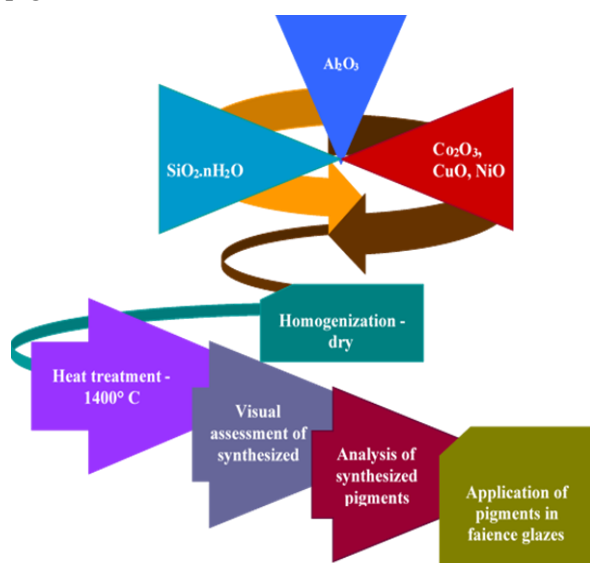 Al₂O₃
SiO₂.nH₂O
Co₂O₃,
CuO, NiO
Homogenization -
dry
Heat treatment -
1400° C
Visual
assessment of
synthesized
Analysis of
synthesized
pigments
Application of
pigments in
faience glazes